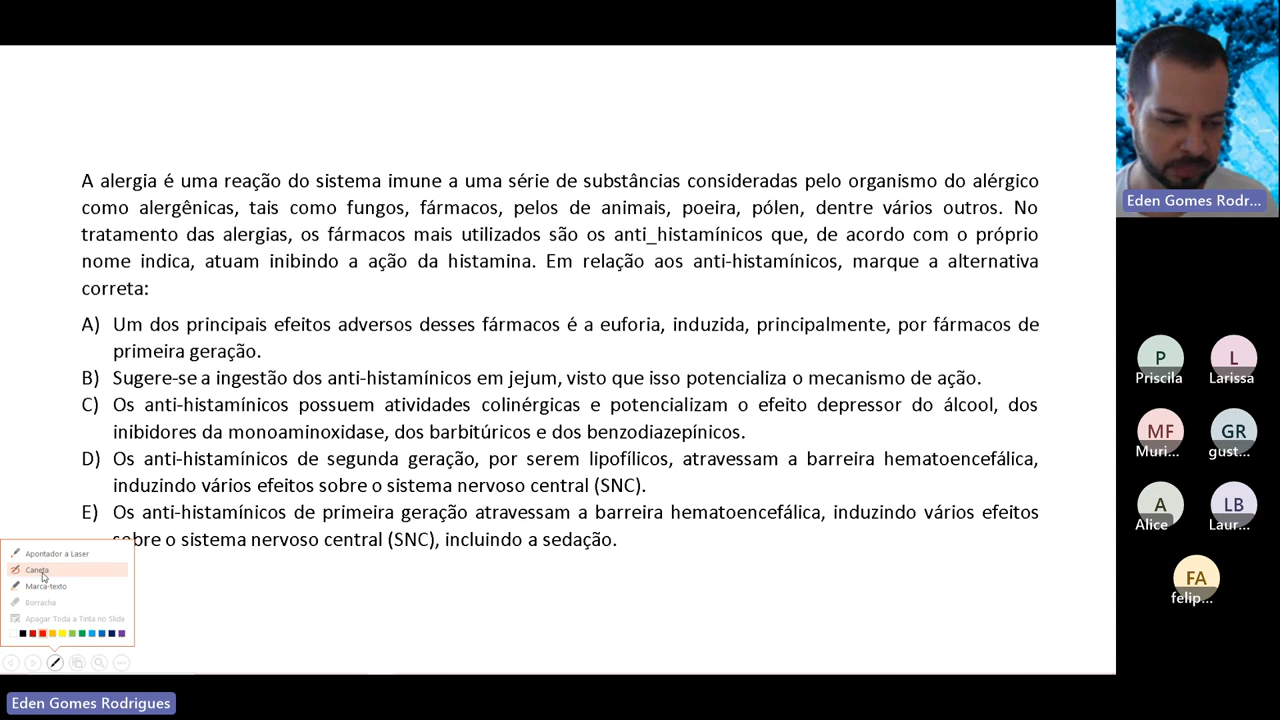 A alergia é uma reação do sistema imune a uma série de substâncias consideradas pelo organismo do alérgico
como alergênicas, tais como fungos, fármacos, pelos de animais, poeira, pólen, dentre vários outros. No
tratamento das alergias, os fármacos mais utilizados são os anti_histamínicos que, de acordo com o próprio
nome indica, atuam inibindo a ação da histamina. Em relação aos anti-histamínicos, marque a alternativa
correta:
A) Um dos principais efeitos adversos desses fármacos é a euforia, induzida, principalmente, por fármacos de
primeira geração.
B) Sugere-se a ingestão dos anti-histamínicos em jejum, visto que isso potencializa o mecanismo de ação.
C) Os anti-histamínicos possuem atividades colinérgicas e potencializam o efeito depressor do álcool, dos
inibidores da monoaminoxidase, dos barbitúricos e dos benzodiazepínicos.
D) Os anti-histamínicos de segunda geração, por serem lipofílicos, atravessam a barreira hematoencefálica,
induzindo vários efeitos sobre o sistema nervoso central (SNC).
E) Os anti-histamínicos de primeira geração atravessam a barreira hematoencefálica, induzindo vários efeitos
sobre o sistema nervoso central (SNC), incluindo a sedação.
Apontador a Laser
Caneta
Marca-texto
Borracha
Apagar Toda a Tinta no Slide
Eden Gomes Rodrigues
Eden Gomes Rodr...
P
Priscila
L
Larissa
MF
Muri...
GR
gust...
A
Alice
LB
Laur...
FA
felip...